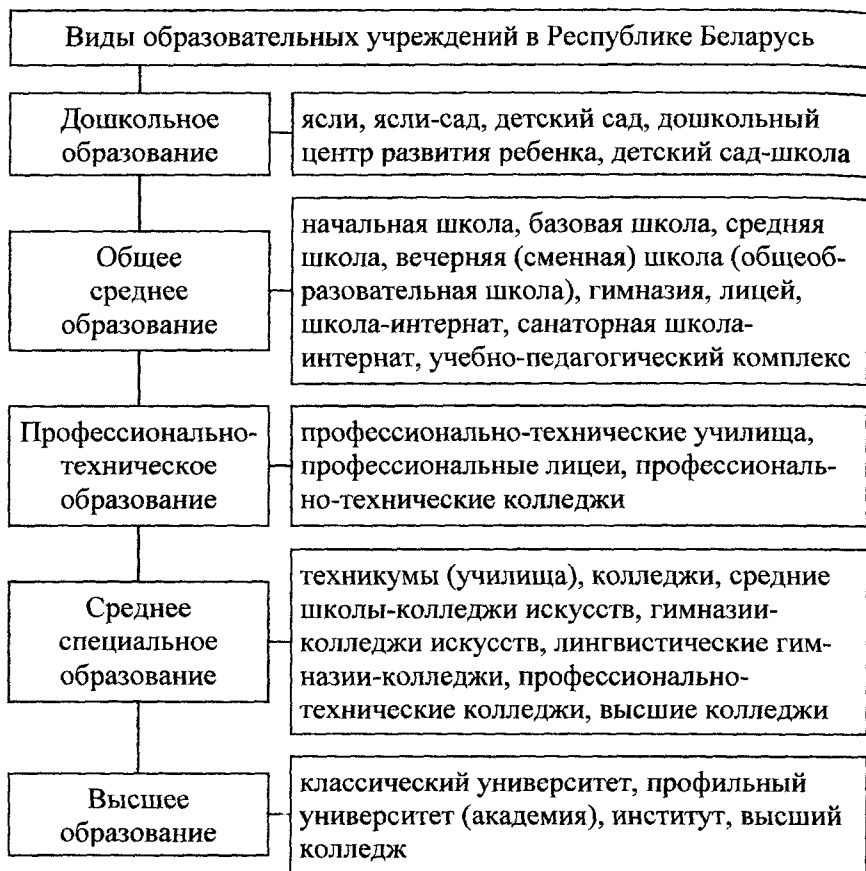 Виды образовательных учреждений в Республике Беларусь
Дошкольное
образование
ясли, ясли-сад, детский сад, дошкольный
центр развития ребенка, детский сад-школа
Общее
среднее
образование
начальная школа, базовая школа, средняя
школа, вечерняя (сменная) школа (общеоб-
разовательная школа), гимназия, лицей,
школа-интернат, санаторная школа-
интернат, учебно-педагогический комплекс
Профессионально-
техническое
образование
профессионально-технические училища,
профессиональные лицеи, профессиональ-
но-технические колледжи
Среднее
специальное
образование
техникумы (училища), колледжи, средние
школы-колледжи искусств, гимназии-
колледжи искусств, лингвистические гим-
назии-колледжи, профессионально-
технические колледжи, высшие колледжи
Высшее
образование
классический университет, профильный
университет (академия), институт, высший
колледж